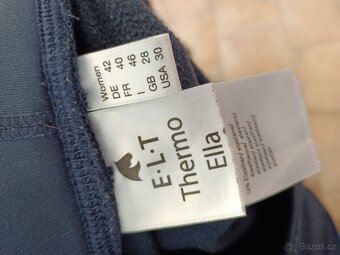 Women
DE 42
FR 40
I 46
GB 28
USA 30
E·L·T
Thermo
Ella
Bazos.cz